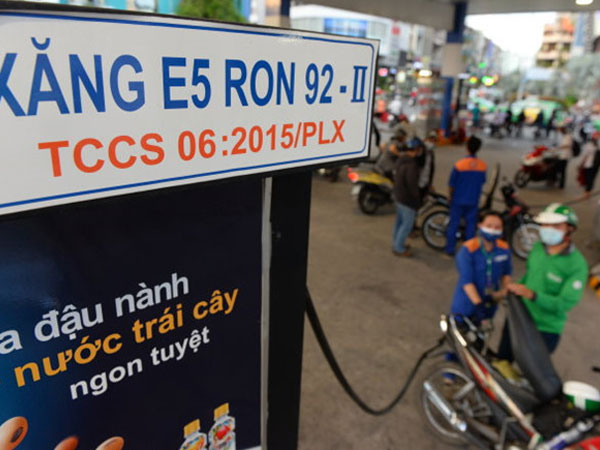 XĂNG E5 RON 92 - II
TCCS 06:2015/PLX
a đậu nành
nước trái cây
ngon tuyệt